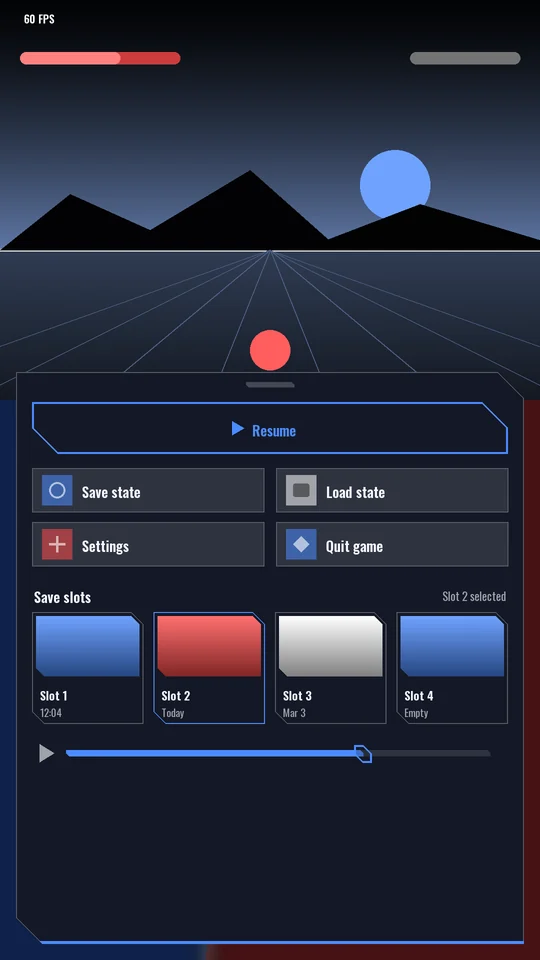 60 FPS
Resume
Save state
Load state
Settings
Quit game
Save slots
Slot 2 selected
Slot 1
12:04
Slot 2
Today
Slot 3
Mar 3
Slot 4
Empty